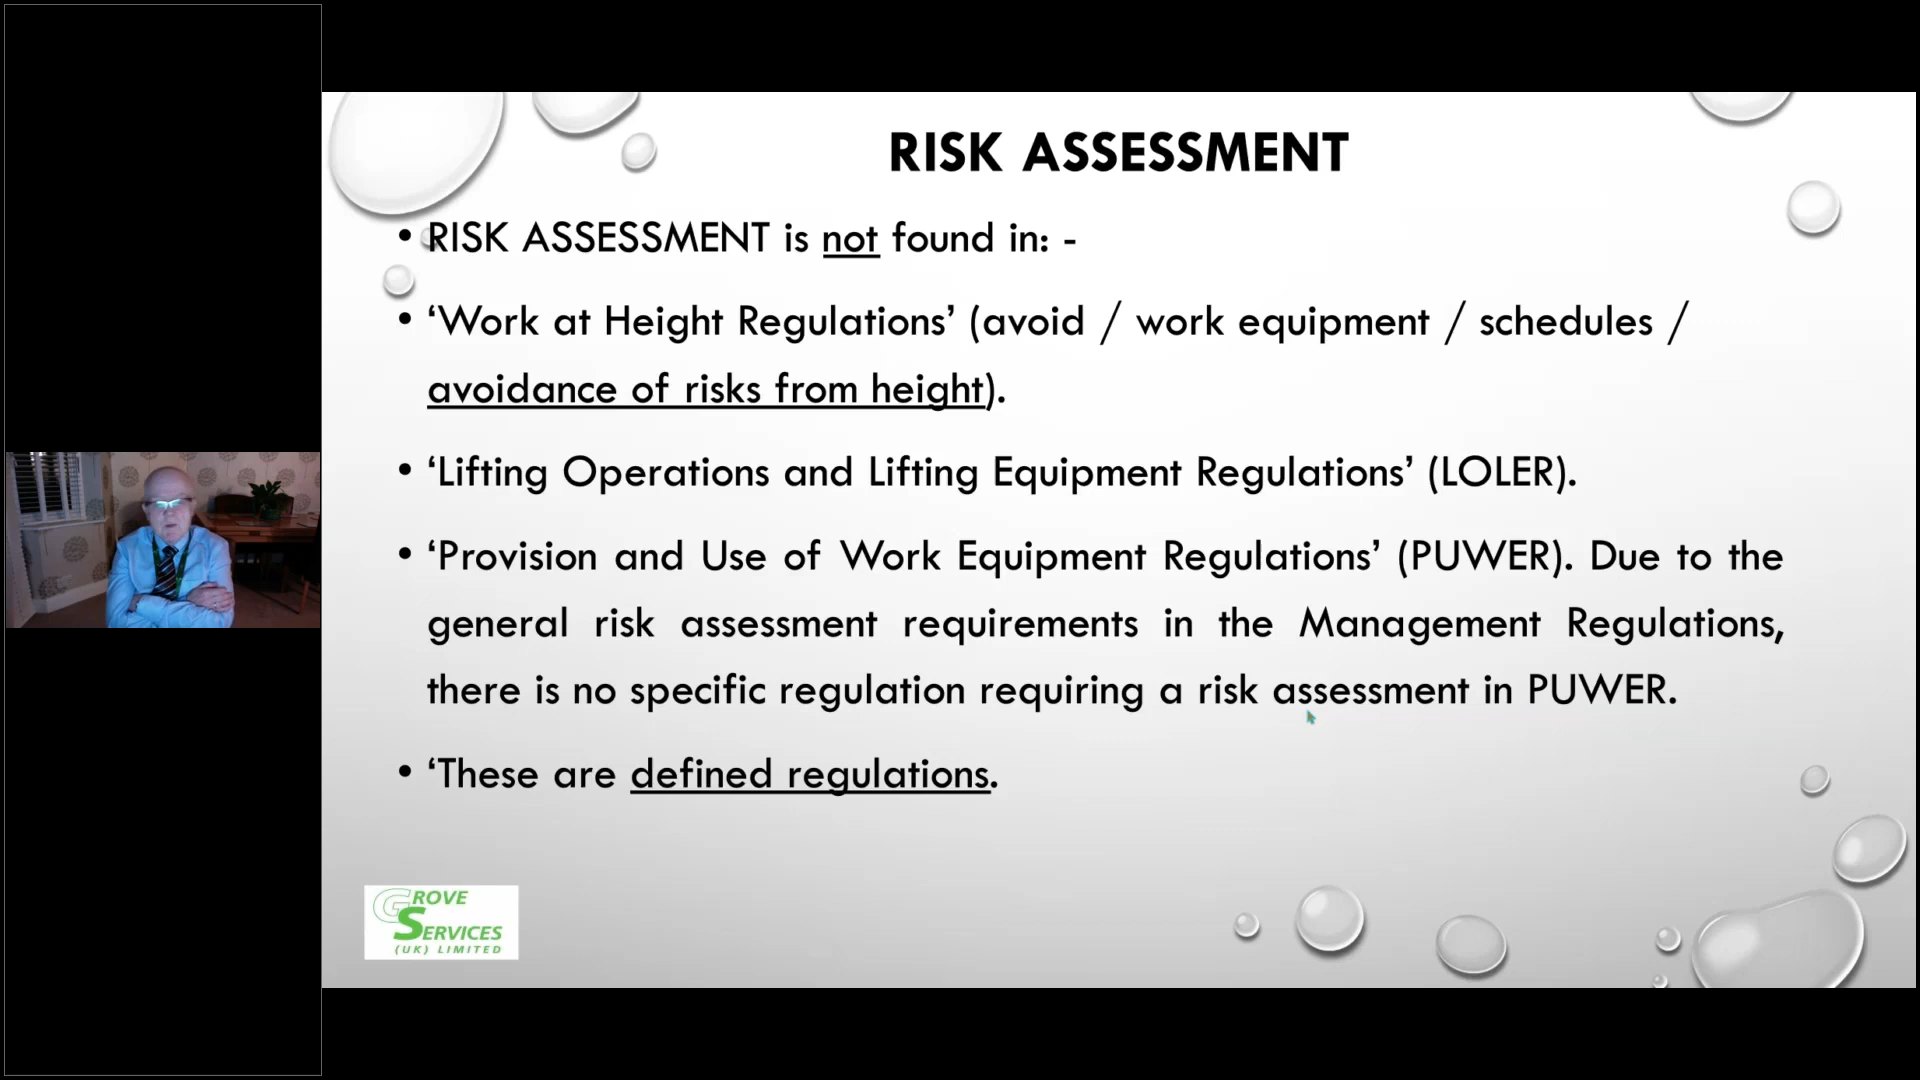 RISK ASSESSMENT
• RISK ASSESSMENT is not found in: -
• ‘Work at Height Regulations’ (avoid / work equipment / schedules /
avoidance of risks from height).
• ‘Lifting Operations and Lifting Equipment Regulations’ (LOLER).
• ‘Provision and Use of Work Equipment Regulations’ (PUWER). Due to the
general risk assessment requirements in the Management Regulations,
there is no specific regulation requiring a risk assessment in PUWER.
• ‘These are defined regulations.
GROVE
SERVICES
(UK) LIMITED